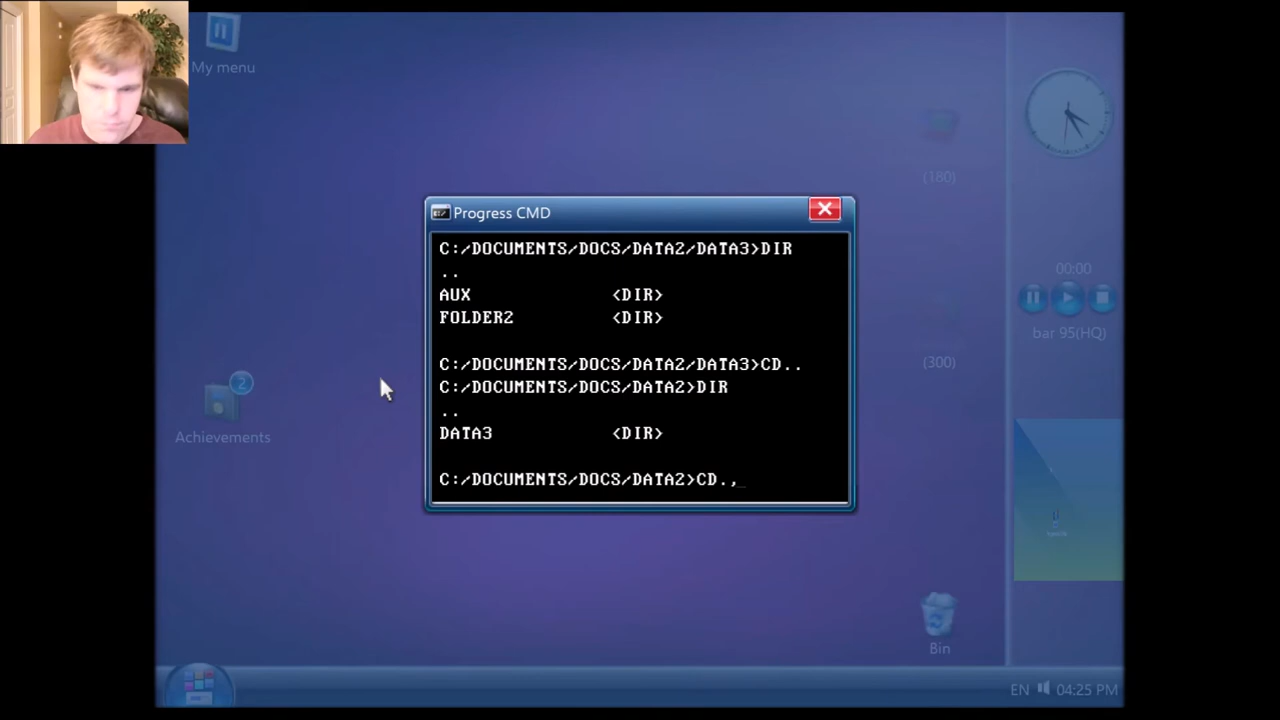 My menu
(180)
Progress CMD
C:/DOCUMENTS/DOCS/DATA2/DATA3>DIR
..
AUX <DIR>
FOLDER2 <DIR>
C:/DOCUMENTS/DOCS/DATA2/DATA3>CD..
C:/DOCUMENTS/DOCS/DATA2>DIR
..
DATA3 <DIR>
C:/DOCUMENTS/DOCS/DATA2>CD.,_
00:00
bar 95(HQ)
(300)
2
Achievements
Bin
EN 04:25 PM